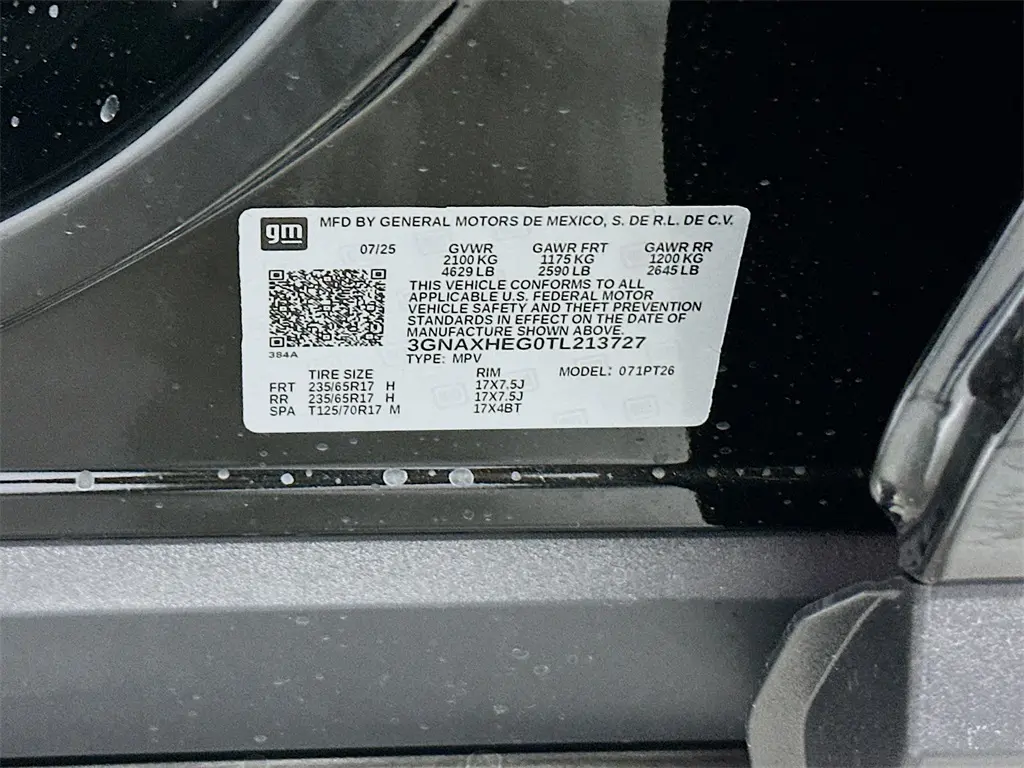 gm MFD BY GENERAL MOTORS DE MEXICO, S. DE R.L. DE C.V.
07/25 GVWR GAWR FRT GAWR RR
2100 KG 1175 KG 1200 KG
4629 LB 2590 LB 2645 LB
THIS VEHICLE CONFORMS TO ALL
APPLICABLE U.S. FEDERAL MOTOR
VEHICLE SAFETY AND THEFT PREVENTION
STANDARDS IN EFFECT ON THE DATE OF
MANUFACTURE SHOWN ABOVE.
3GNAXHEG0TL213727
384A
TYPE: MPV
TIRE SIZE RIM MODEL: 071PT26
FRT 235/65R17 H 17X7.5J
RR 235/65R17 H 17X7.5J
SPA T125/70R17 M 17X4BT